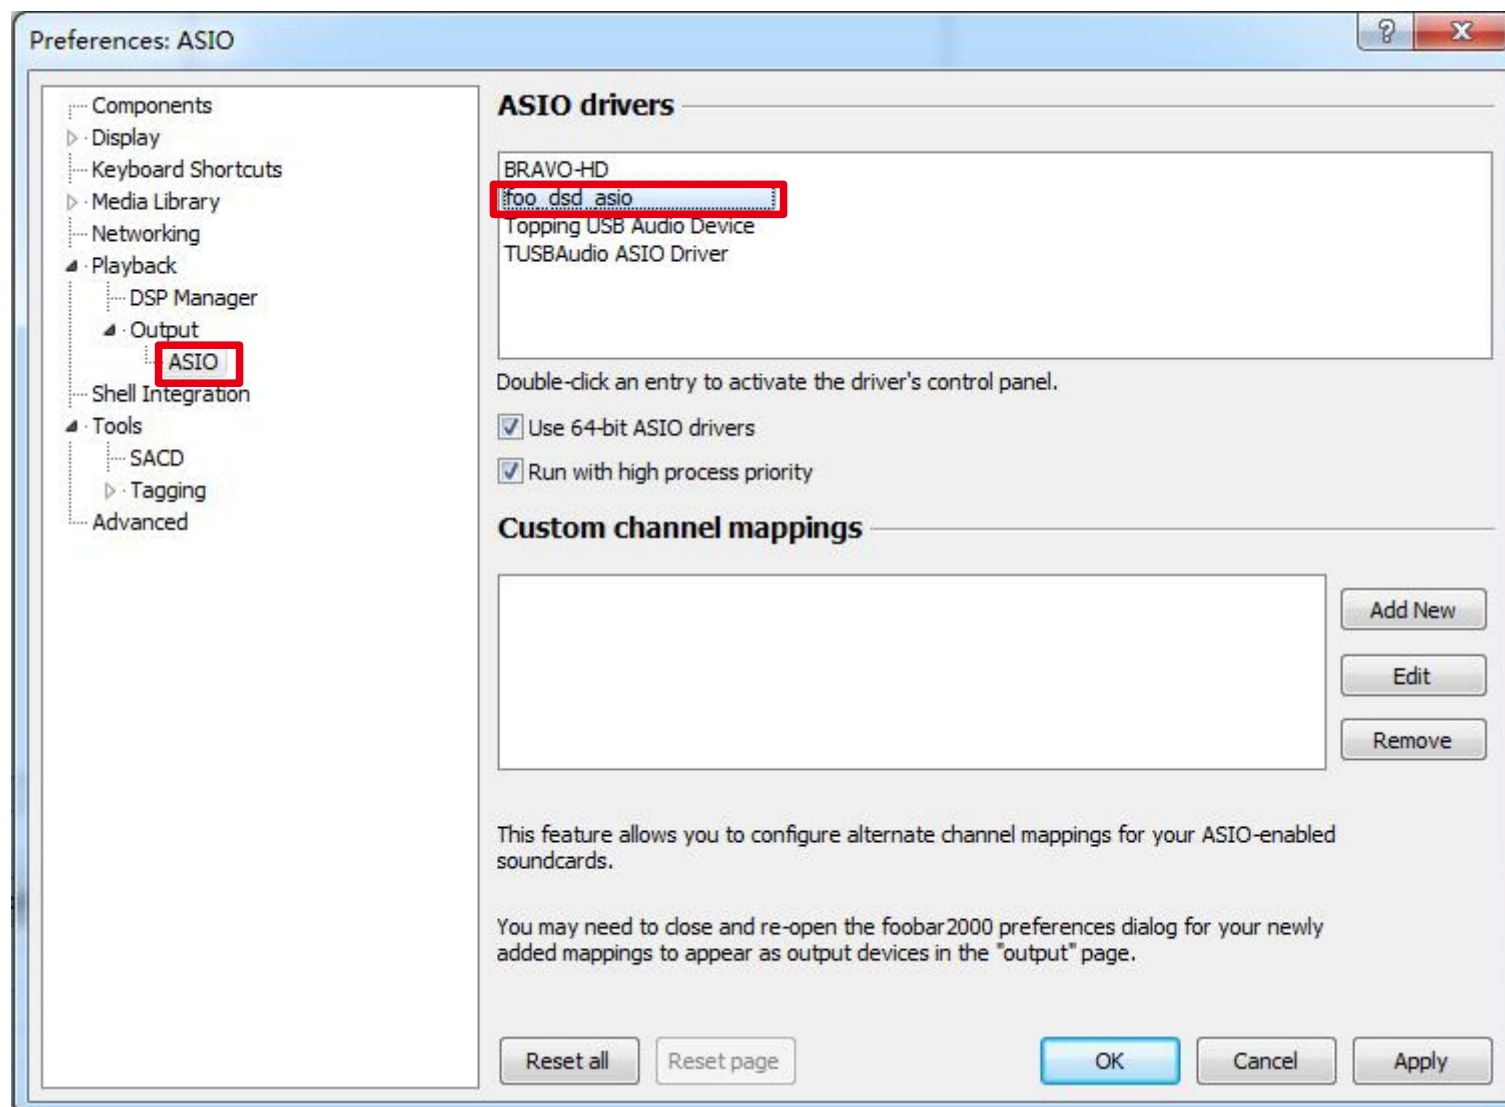 Preferences: ASIO
?
Components
Display
Keyboard Shortcuts
Media Library
Networking
Playback
DSP Manager
Output
ASIO
Shell Integration
Tools
SACD
Tagging
Advanced
ASIO drivers
BRAVO-HD
foo_dsd_asio
Topping USB Audio Device
TUSBAudio ASIO Driver
Double-click an entry to activate the driver's control panel.
Use 64-bit ASIO drivers
Run with high process priority
Custom channel mappings
Add New
Edit
Remove
This feature allows you to configure alternate channel mappings for your ASIO-enabled
soundcards.
You may need to close and re-open the foobar2000 preferences dialog for your newly
added mappings to appear as output devices in the "output" page.
Reset all
Reset page
OK
Cancel
Apply